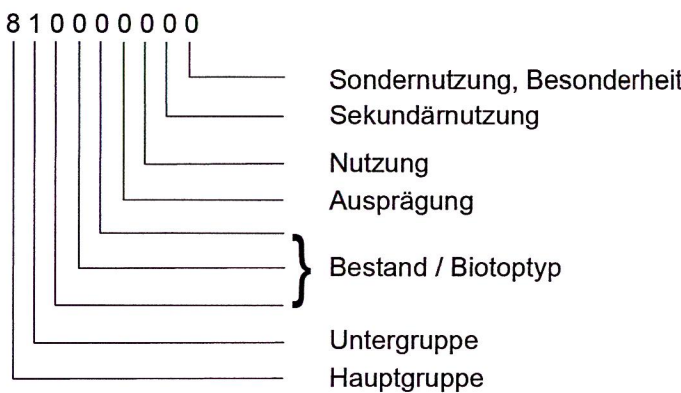 8 1 0 0 0 0 0 0 0
Sondernutzung, Besonderheit
Sekundärnutzung
Nutzung
Ausprägung
} Bestand / Biotoptyp
Untergruppe
Hauptgruppe